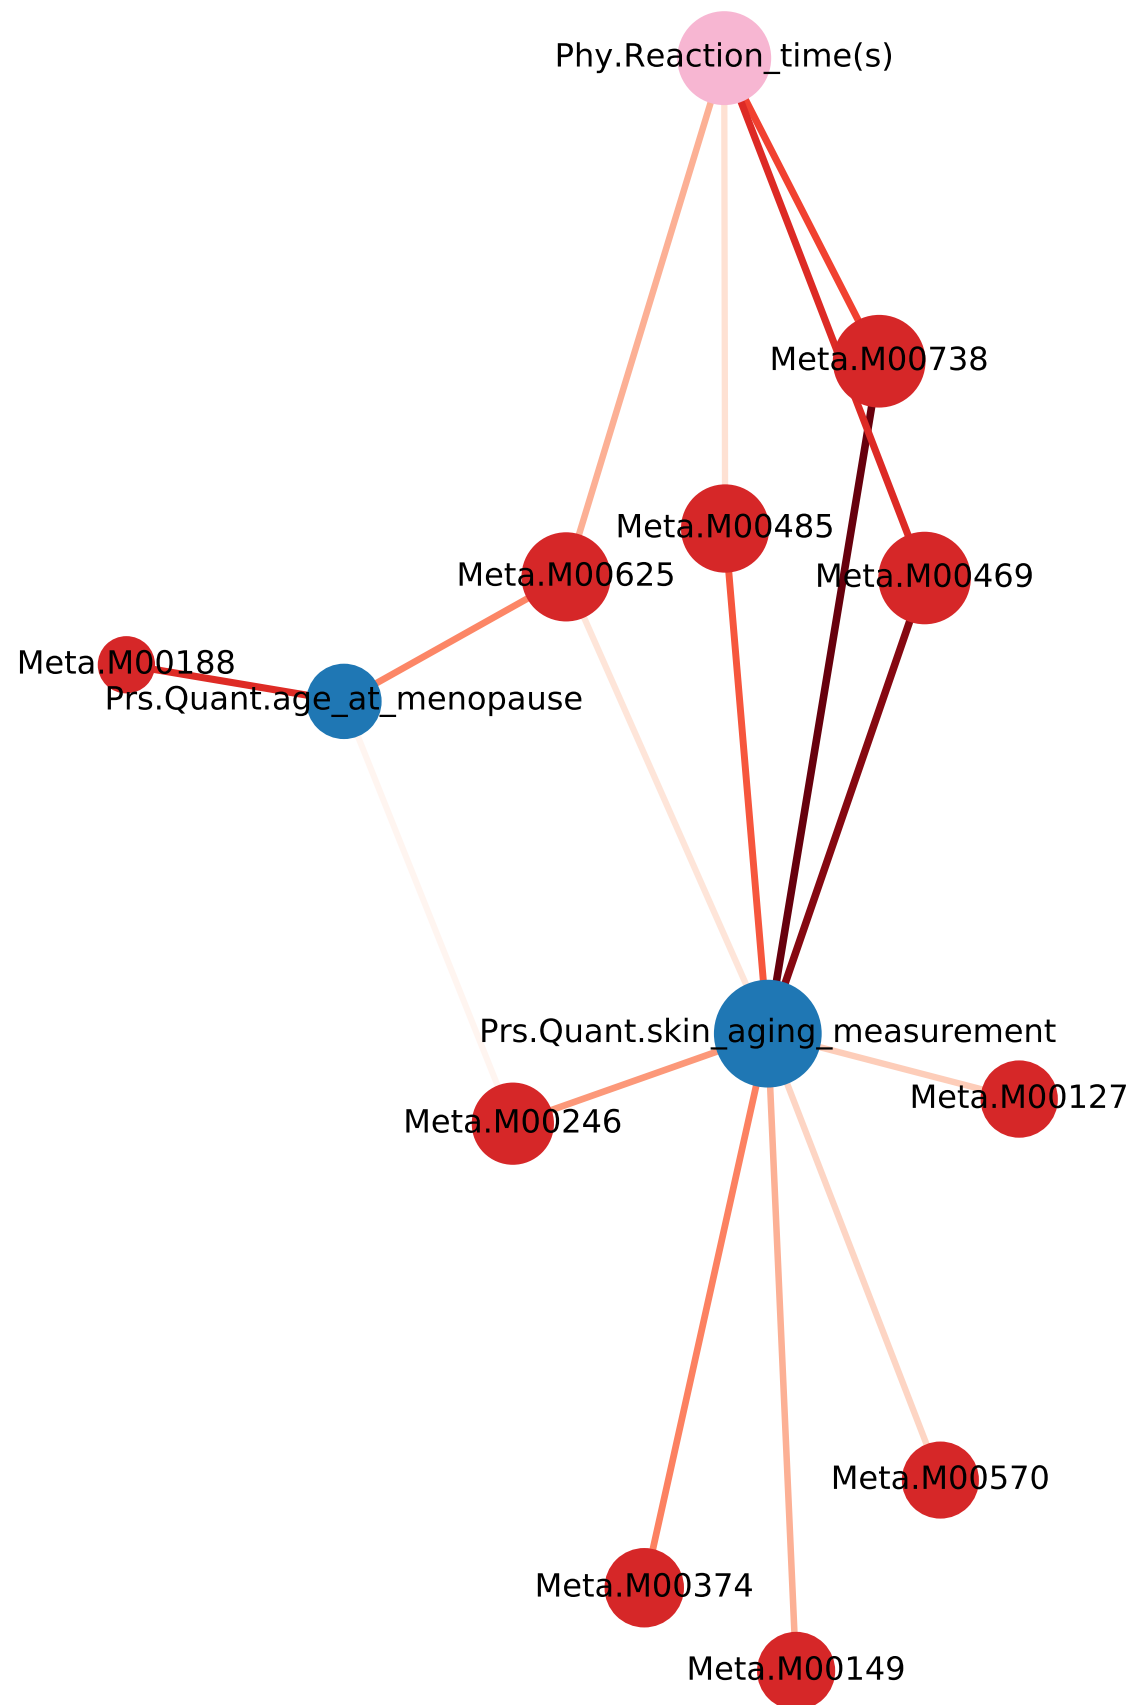 Phy.Reaction_time(s)
Meta.M00738
Meta.M00485
Meta.M00625
Meta.M00469
Meta.M00188
Prs.Quant.age_at_menopause
Prs.Quant.skin_aging_measurement
Meta.M00127
Meta.M00246
Meta.M00570
Meta.M00374
Meta.M00149